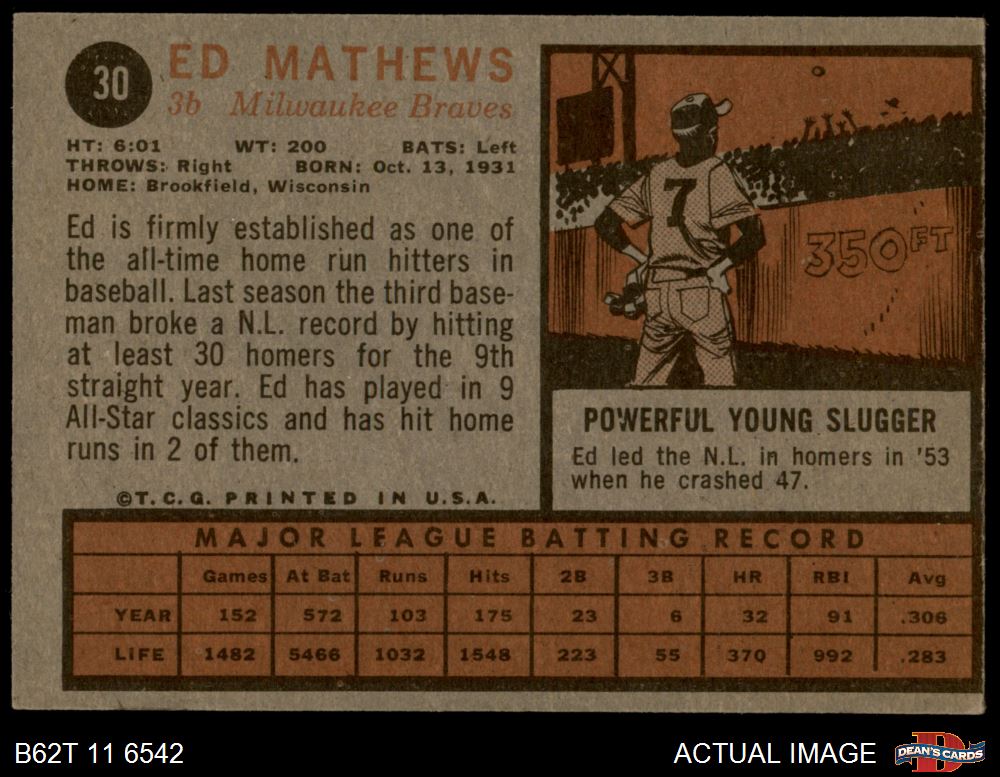 30
ED MATHEWS
3b Milwaukee Braves
HT: 6:01 WT: 200 BATS: Left
THROWS: Right BORN: Oct. 13, 1931
HOME: Brookfield, Wisconsin
Ed is firmly established as one of
the all-time home run hitters in
baseball. Last season the third base-
man broke a N.L. record by hitting
at least 30 homers for the 9th
straight year. Ed has played in 9
All-Star classics and has hit home
runs in 2 of them.
©T.C.G. PRINTED IN U.S.A.
7
350 FT
POWERFUL YOUNG SLUGGER
Ed led the N.L. in homers in '53
when he crashed 47.
MAJOR LEAGUE BATTING RECORD
Games At Bat Runs Hits 2B 3B HR RBI Avg
YEAR 152 572 103 175 23 6 32 91 .306
LIFE 1482 5466 1032 1548 223 55 370 992 .283
B62T 11 6542
ACTUAL IMAGE
DEAN'S CARDS